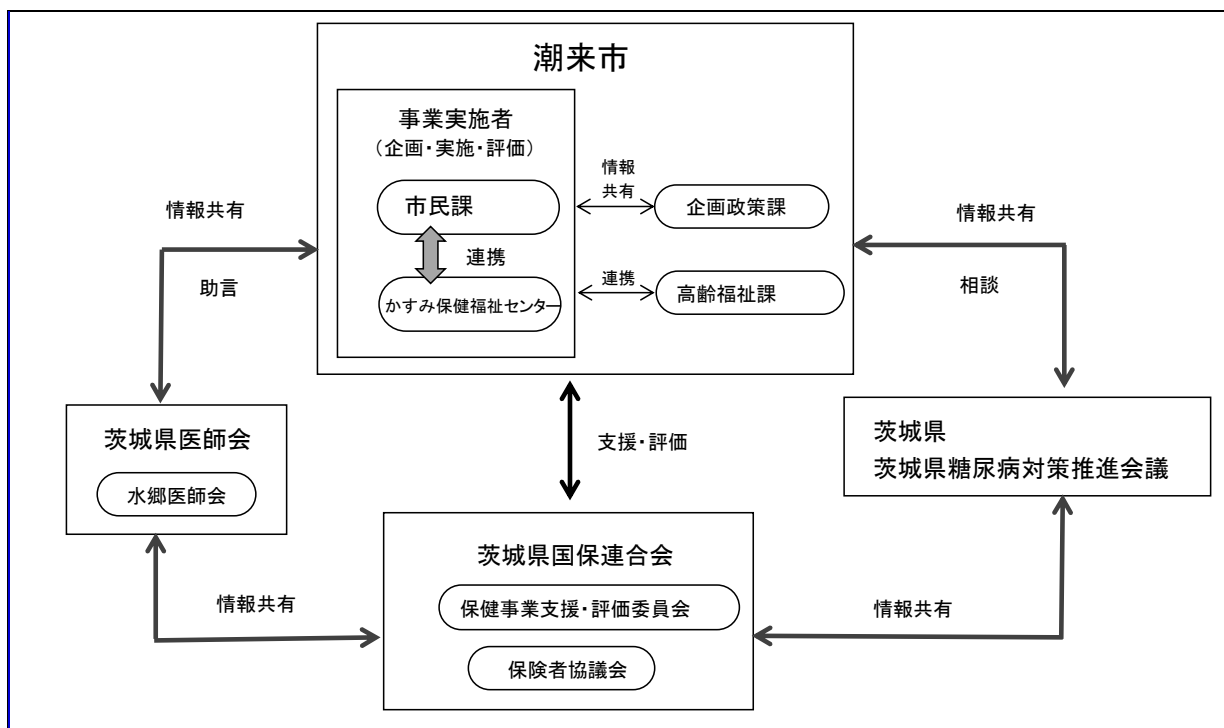 潮来市
事業実施者
(企画・実施・評価)
市民課
連携
かすみ保健福祉センター
情報
共有
企画政策課
連携
高齢福祉課
情報共有
助言
情報共有
相談
茨城県医師会
水郷医師会
支援・評価
茨城県
茨城県糖尿病対策推進会議
茨城県国保連合会
保健事業支援・評価委員会
保険者協議会
情報共有
情報共有